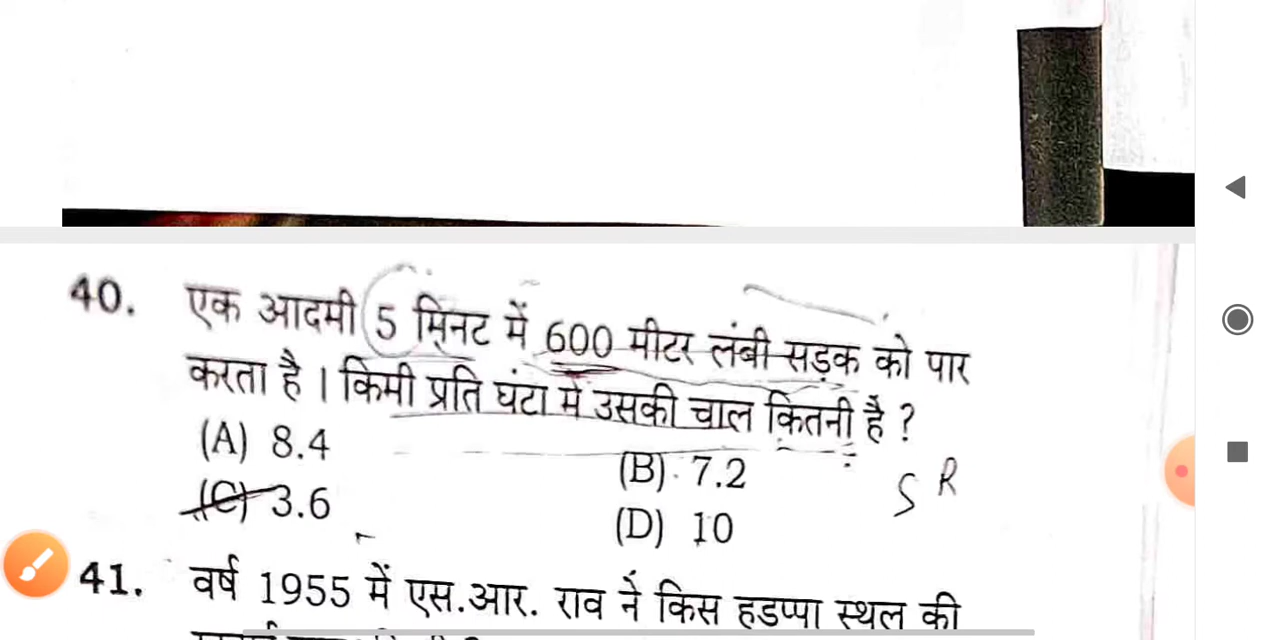 40. एक आदमी 5 मिनट में 600 मीटर लंबी सड़क को पार
करता है । किमी प्रति घंटा में उसकी चाल कितनी है ?
(A) 8.4
(B) 7.2
(C) 3.6
(D) 10
S R
41. वर्ष 1955 में एस.आर. राव ने किस हडप्पा स्थल की